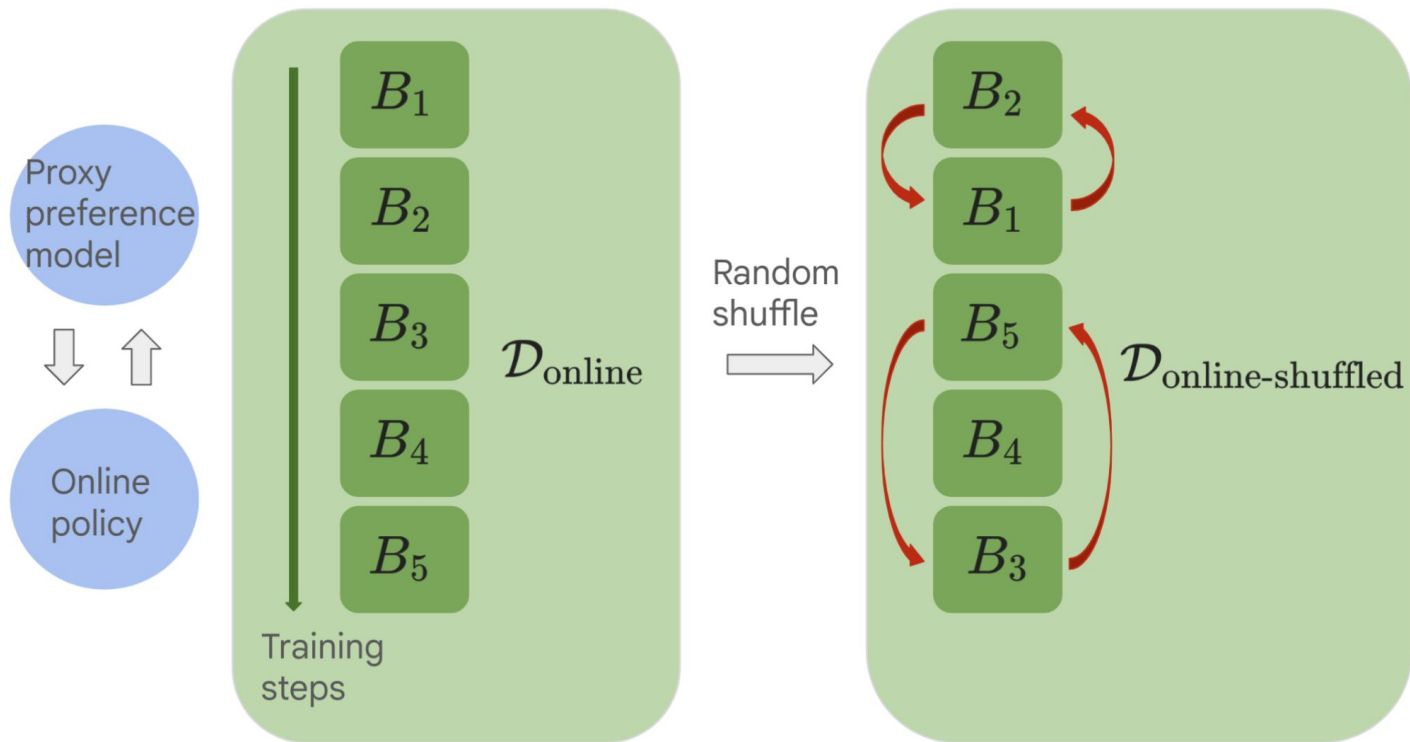 Proxy
preference
model
Online
policy
B₁
B₂
B₃
B₄
B₅
𝒟online
Training
steps
Random
shuffle
B₂
B₁
B₅
B₄
B₃
𝒟online-shuffled